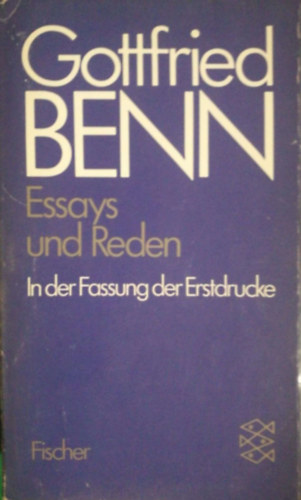 Gottfried
BENN
Essays
und Reden
In der Fassung der Erstdrucke
Fischer